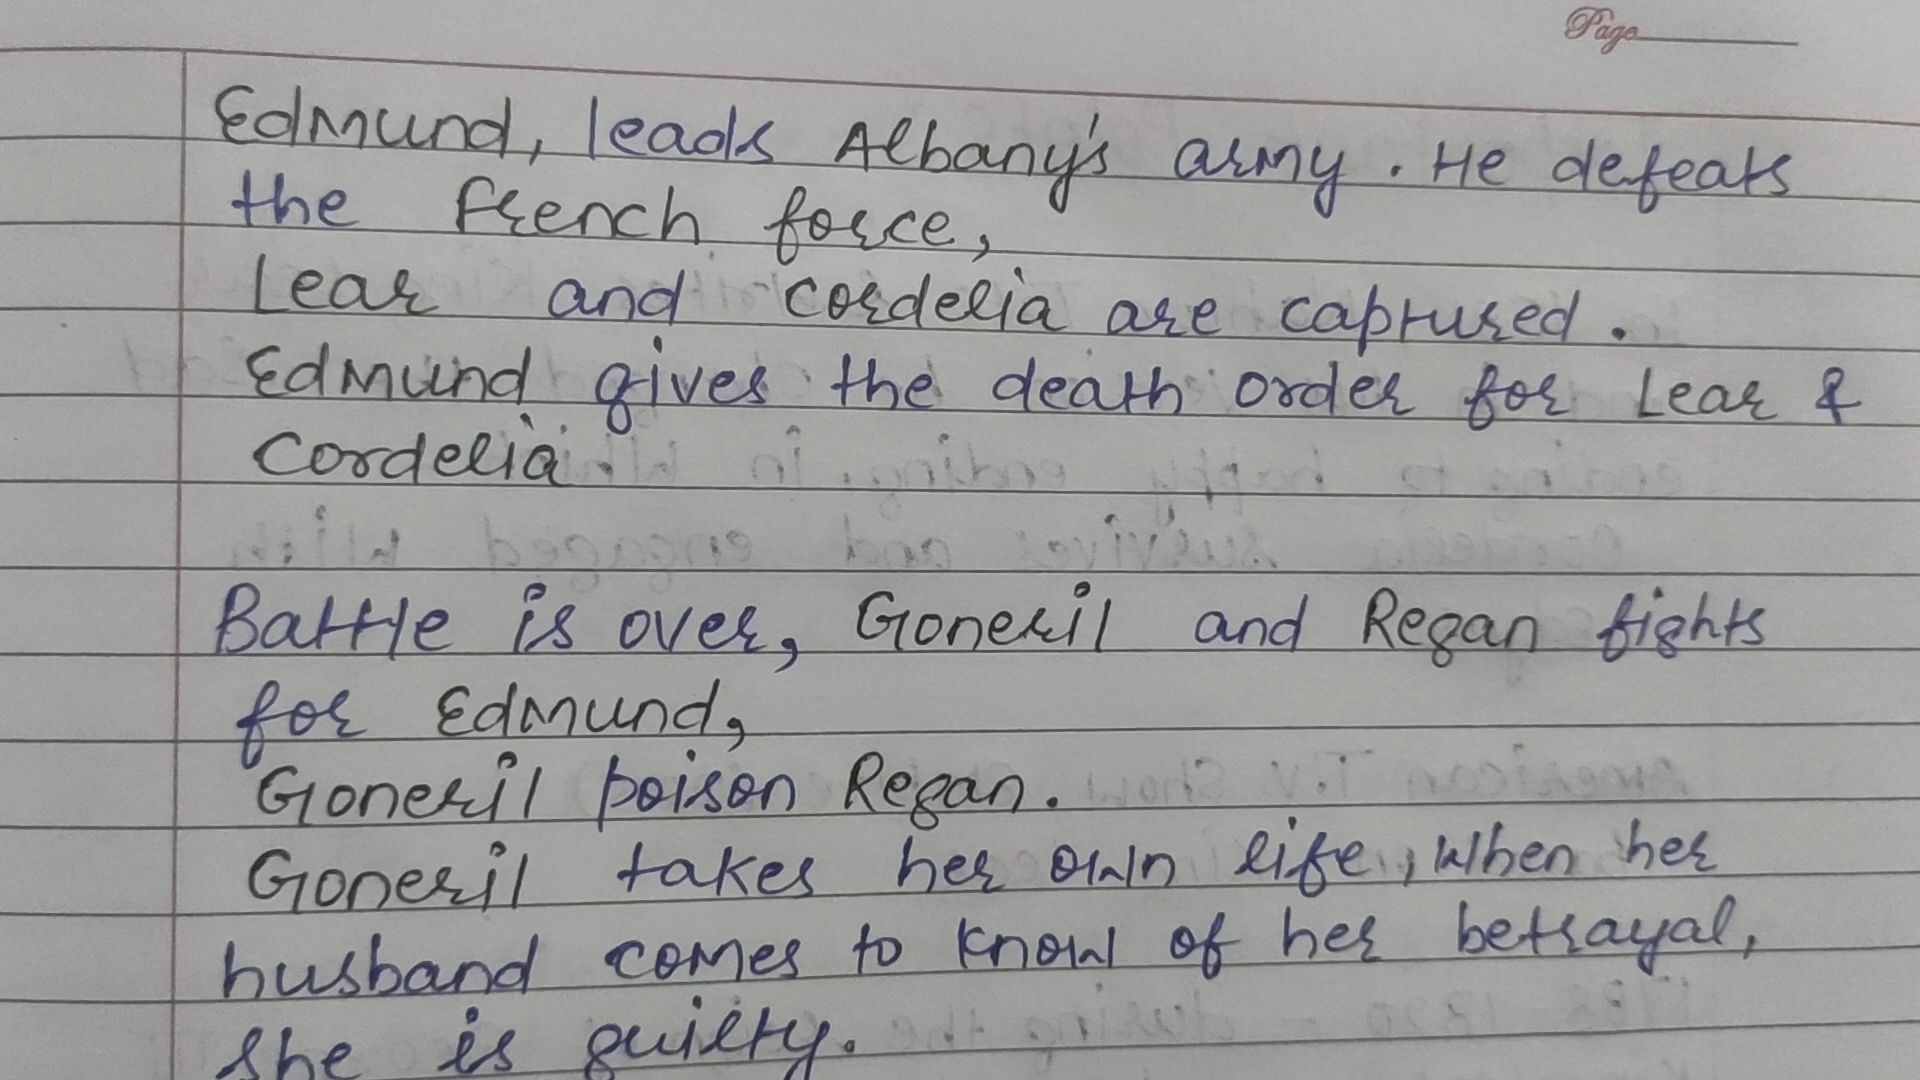 Page
Edmund, leads Albany's army. He defeats
the french force,
Lear and Cordelia are captured.
Edmund gives the death order for Lear &
Cordelia.
Battle is over, Goneril and Regan fights
for Edmund,
Goneril poison Regan.
Goneril takes her own life, when her
husband comes to know of her betrayal,
she is guilty.